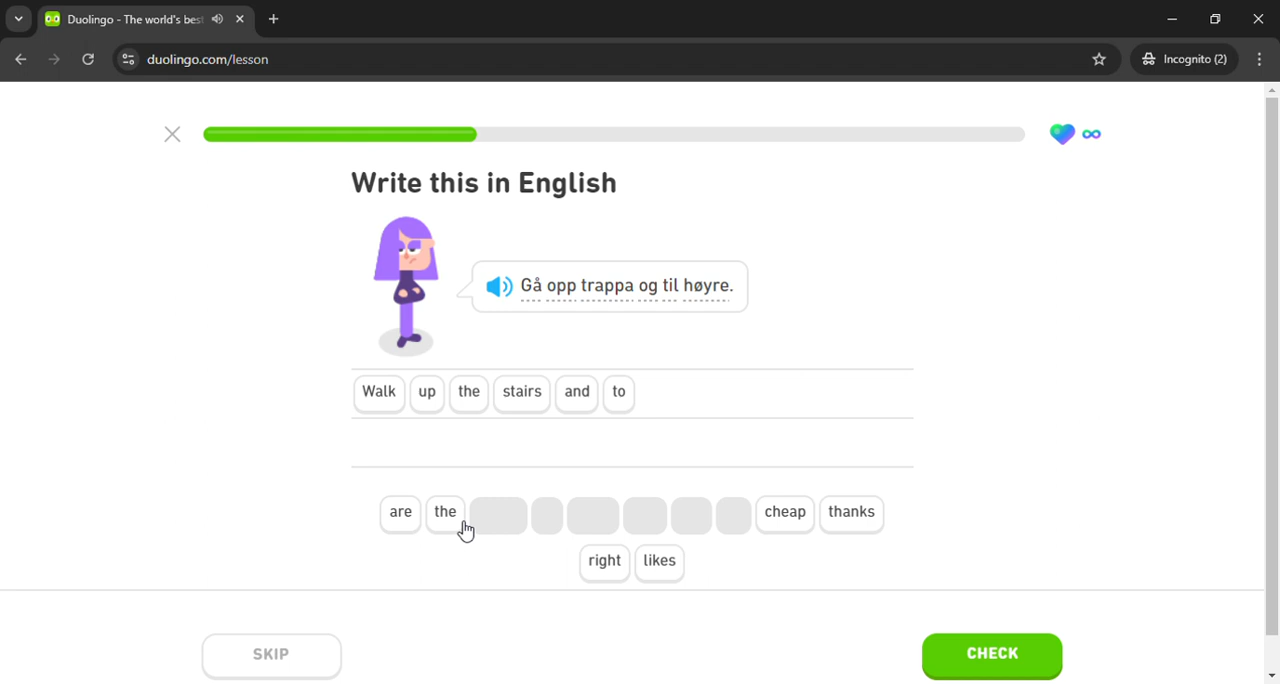 Duolingo - The world's bes
duolingo.com/lesson
Incognito (2)
Write this in English
Gå opp trappa og til høyre.
Walk up the stairs and to
are the cheap thanks
right likes
SKIP CHECK